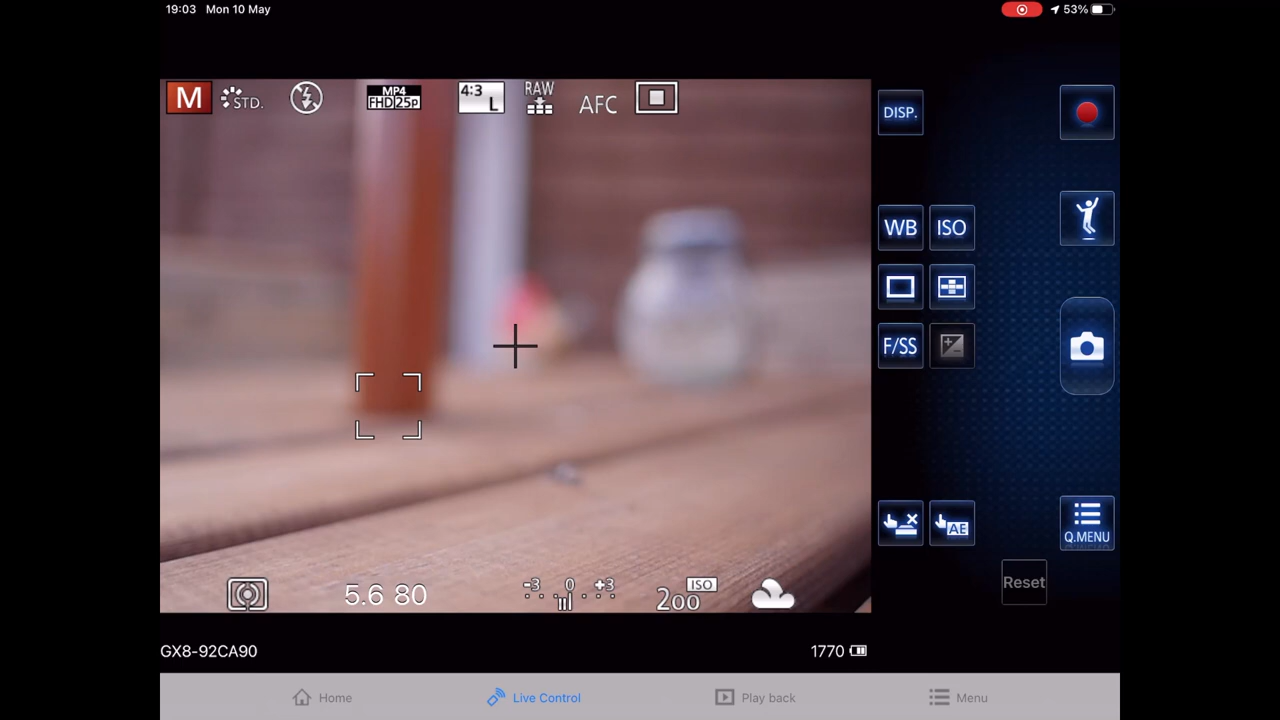 19:03 Mon 10 May
53%
M
STD.
MP4
FHD 25p
4:3
L
RAW
AFC
DISP.
WB
ISO
F/SS
AE
Q.MENU
Reset
5.6 80
-3 0 +3
200 ISO
GX8-92CA90
1770
Home
Live Control
Play back
Menu